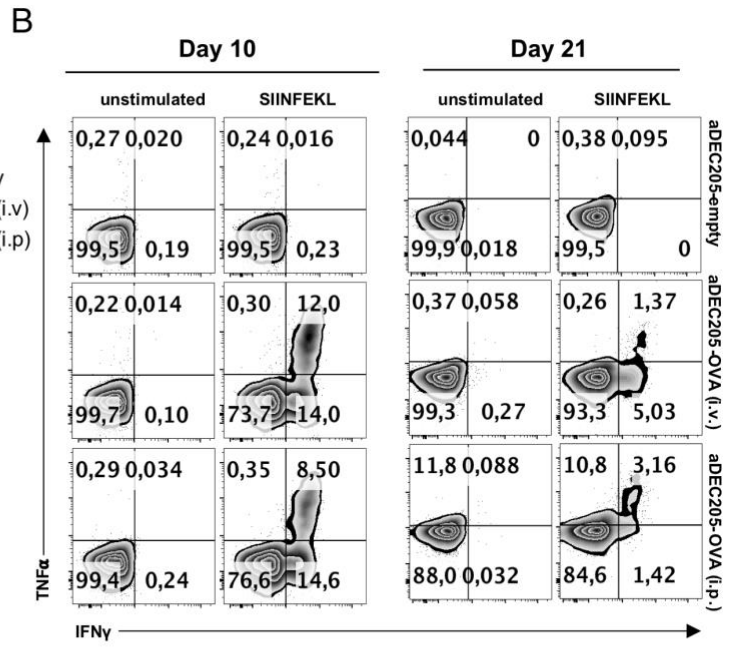 B
Day 10
Day 21
unstimulated
SIINFEKL
unstimulated
SIINFEKL
0,27 0,020
0,24 0,016
0,044 0
0,38 0,095
(i.v)
(i.p)
99,5 0,19
99,5 0,23
99,9 0,018
99,5 0
aDEC205-empty
0,22 0,014
0,30 12,0
0,37 0,058
0,26 1,37
99,7 0,10
73,7 14,0
99,3 0,27
93,3 5,03
aDEC205-OVA (i.v.)
0,29 0,034
0,35 8,50
11,8 0,088
10,8 3,16
99,4 0,24
76,6 14,6
88,0 0,032
84,6 1,42
aDEC205-OVA (i.p.)
TNFα
IFNγ